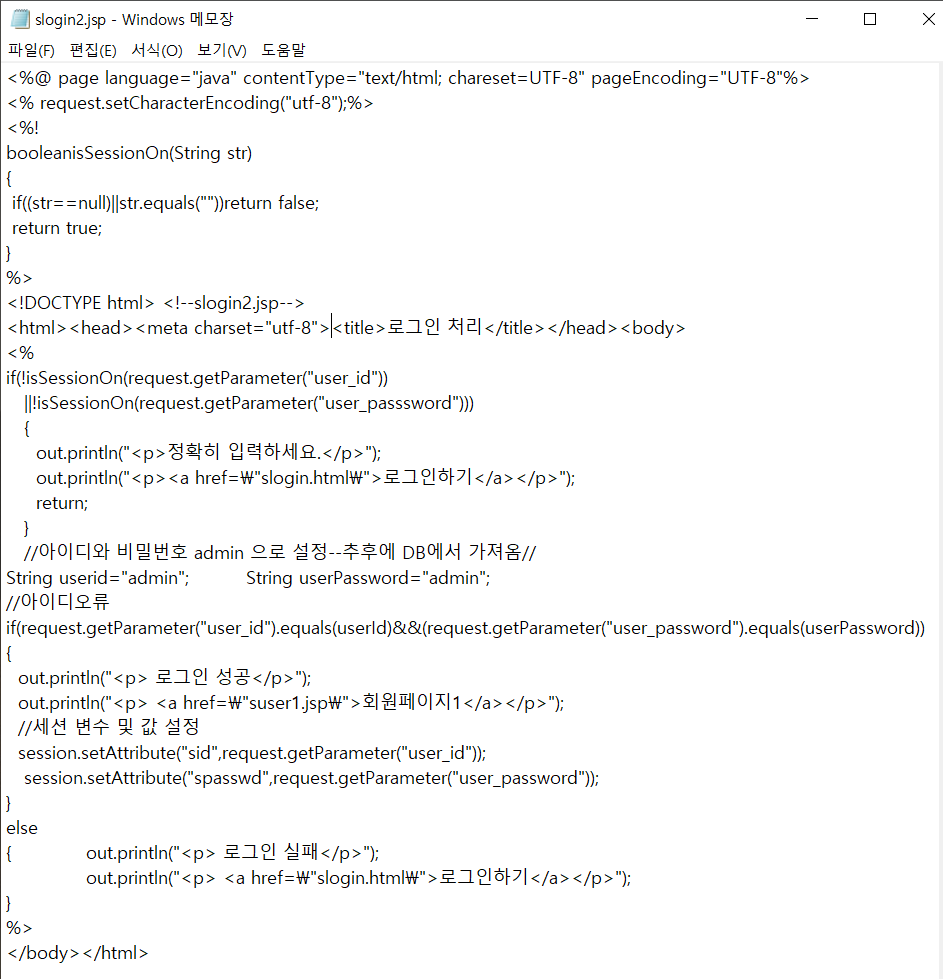 slogin2.jsp - Windows 메모장
파일(F) 편집(E) 서식(O) 보기(V) 도움말
<%@ page language="java" contentType="text/html; chareset=UTF-8" pageEncoding="UTF-8"%>
<% request.setCharacterEncoding("utf-8");%>
<%!
booleanisSessionOn(String str)
{
 if((str==null)||str.equals(""))return false;
 return true;
}
%>
<!DOCTYPE html> <!--slogin2.jsp-->
<html><head><meta charset="utf-8"><title>로그인 처리</title></head><body>
<%
if(!isSessionOn(request.getParameter("user_id"))
   ||!isSessionOn(request.getParameter("user_passsword")))
   {
     out.println("<p>정확히 입력하세요.</p>");
     out.println("<p><a href=₩"slogin.html₩">로그인하기</a></p>");
     return;
   }
   //아이디와 비밀번호 admin 으로 설정--추후에 DB에서 가져옴//
String userid="admin";          String userPassword="admin";
//아이디오류
if(request.getParameter("user_id").equals(userId)&&(request.getParameter("user_password").equals(userPassword))
{
  out.println("<p> 로그인 성공</p>");
  out.println("<p> <a href=₩"suser1.jsp₩">회원페이지1</a></p>");
  //세션 변수 및 값 설정
  session.setAttribute("sid",request.getParameter("user_id"));
   session.setAttribute("spasswd",request.getParameter("user_password"));
}
else
{             out.println("<p> 로그인 실패</p>");
              out.println("<p> <a href=₩"slogin.html₩">로그인하기</a></p>");
}
%>
</body></html>